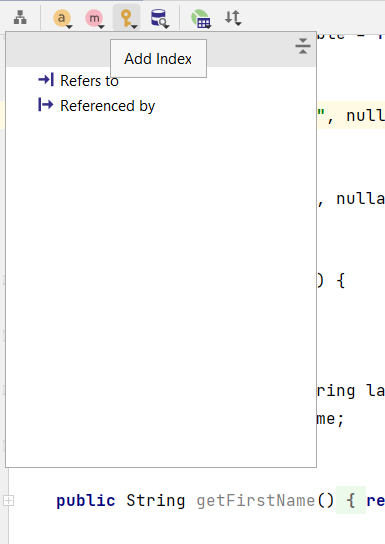 a m
ble =
Add Index
Refers to
Referenced by
", null
, nulla
) {
ring la
me;
public String getFirstName() { re